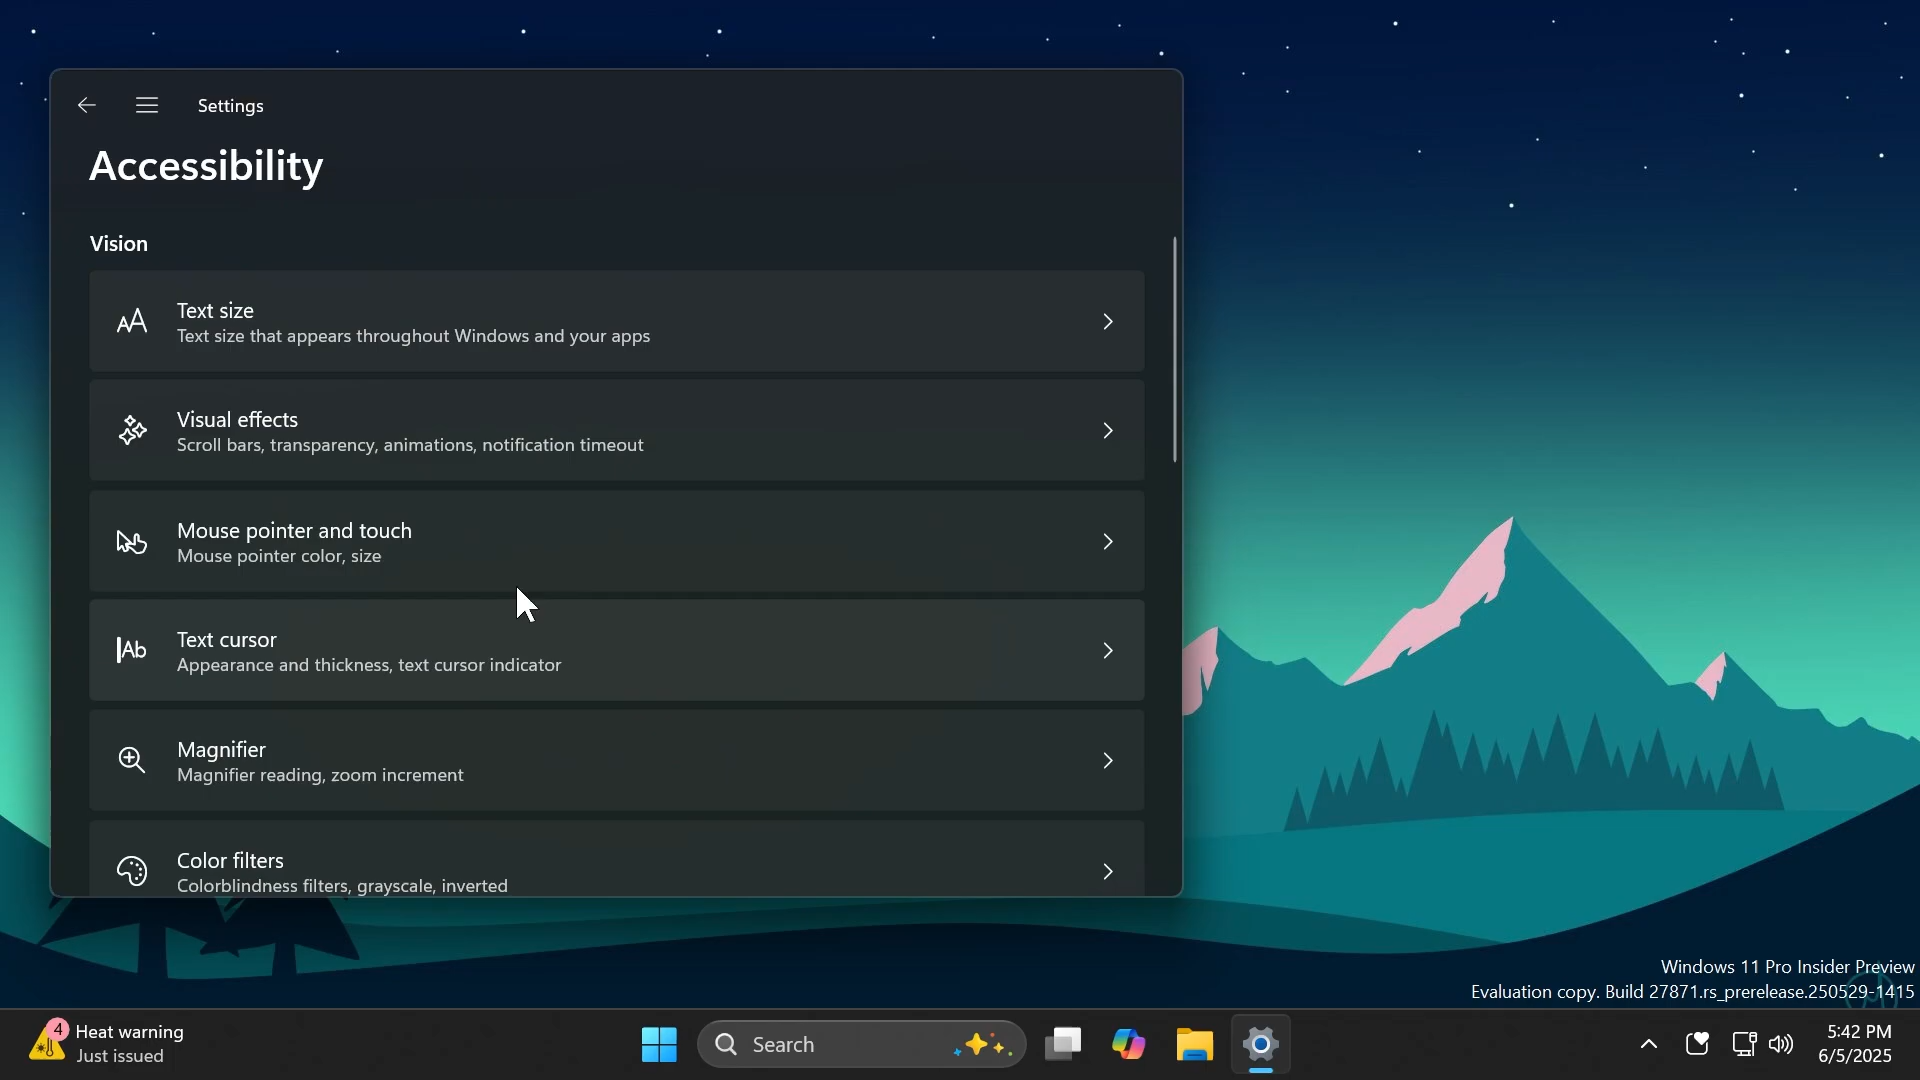 Settings
Accessibility
Vision
Text size
Text size that appears throughout Windows and your apps
Visual effects
Scroll bars, transparency, animations, notification timeout
Mouse pointer and touch
Mouse pointer color, size
Ab
Text cursor
Appearance and thickness, text cursor indicator
Magnifier
Magnifier reading, zoom increment
Color filters
Colorblindness filters, grayscale, inverted
Windows 11 Pro Insider Preview
Evaluation copy. Build 27871.rs_prerelease.250529-1415
4
Heat warning
Just issued
Search
5:42 PM
6/5/2025